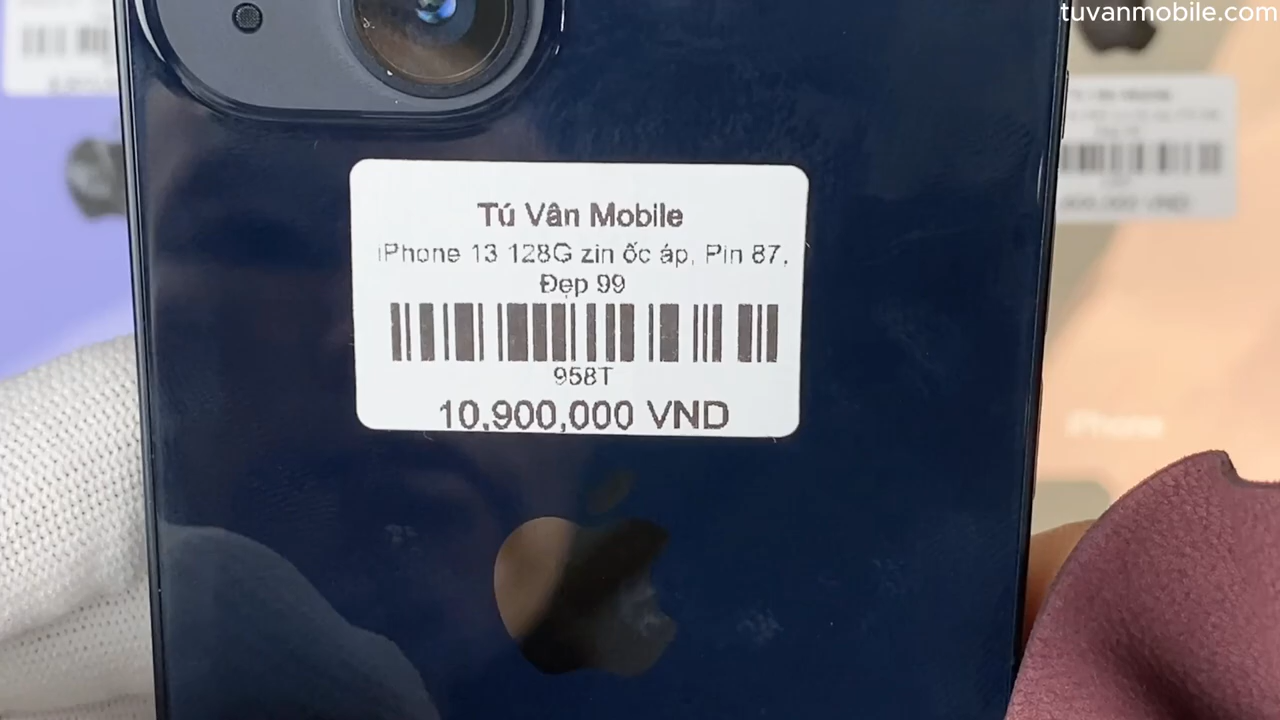 tuvanmobile.com
Tú Vân Mobile
iPhone 13 128G zin ốc áp, Pin 87,
Đẹp 99
958T
10,900,000 VND
iPhone